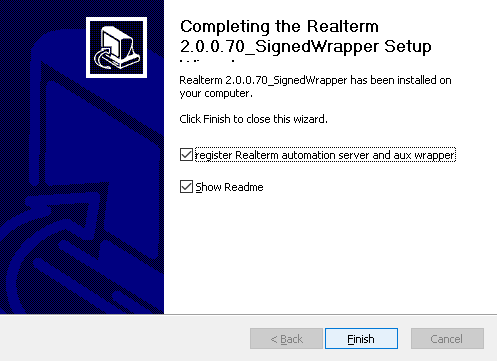 Completing the Realterm
2.0.0.70_SignedWrapper Setup
Realterm 2.0.0.70_SignedWrapper has been installed on
your computer.
Click Finish to close this wizard.
register Realterm automation server and aux wrapper
Show Readme
< Back
Finish
Cancel